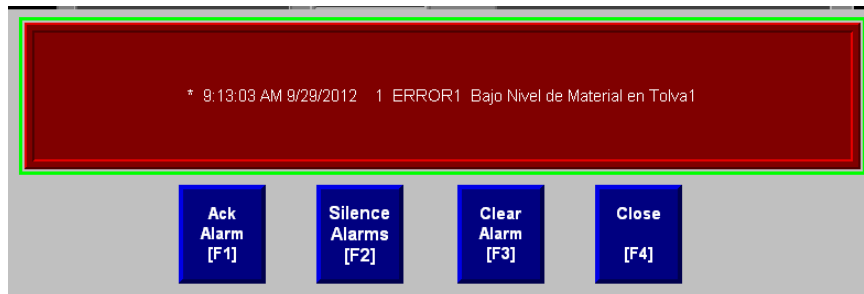 * 9:13:03 AM 9/29/2012 1 ERROR1 Bajo Nivel de Material en Tolva1
Ack
Alarm
[F1]
Silence
Alarms
[F2]
Clear
Alarm
[F3]
Close
[F4]